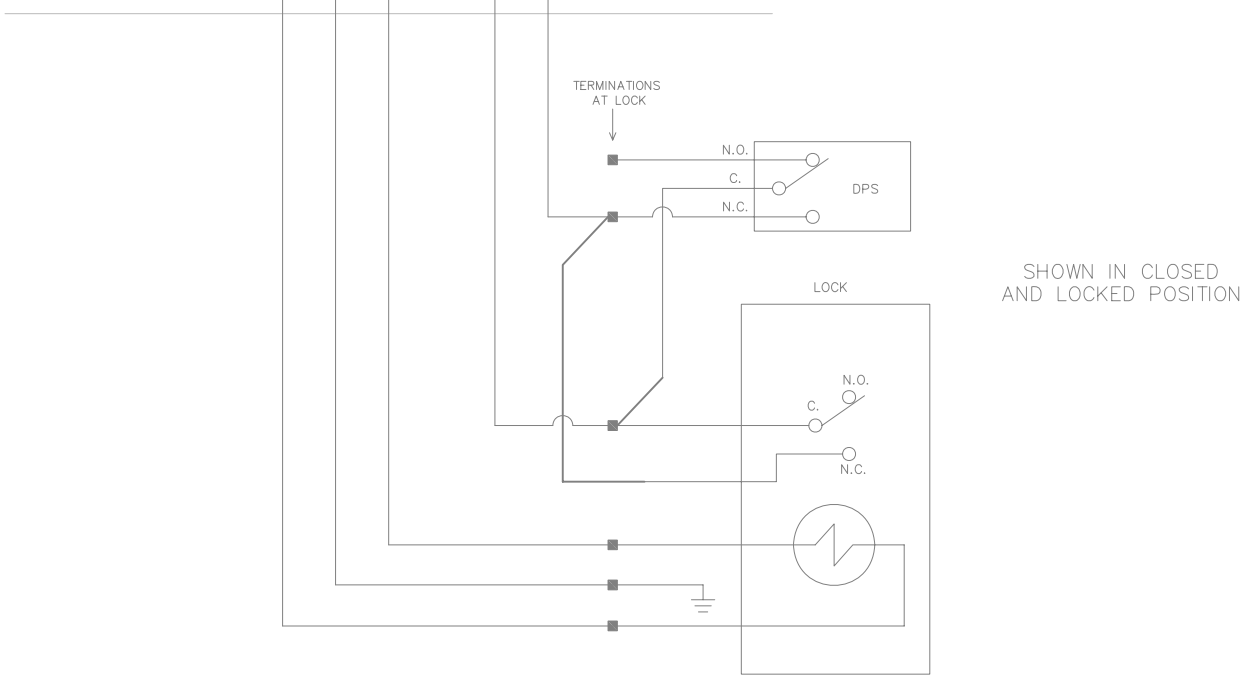 TERMINATIONS
AT LOCK
N.O.
C.
DPS
N.C.
SHOWN IN CLOSED
AND LOCKED POSITION
LOCK
N.O.
C.
N.C.